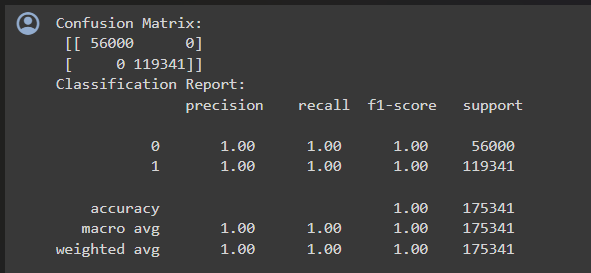 Confusion Matrix:
[[ 56000 0]
[ 0 119341]]
Classification Report:
precision recall f1-score support
0 1.00 1.00 1.00 56000
1 1.00 1.00 1.00 119341
accuracy 1.00 175341
macro avg 1.00 1.00 1.00 175341
weighted avg 1.00 1.00 1.00 175341